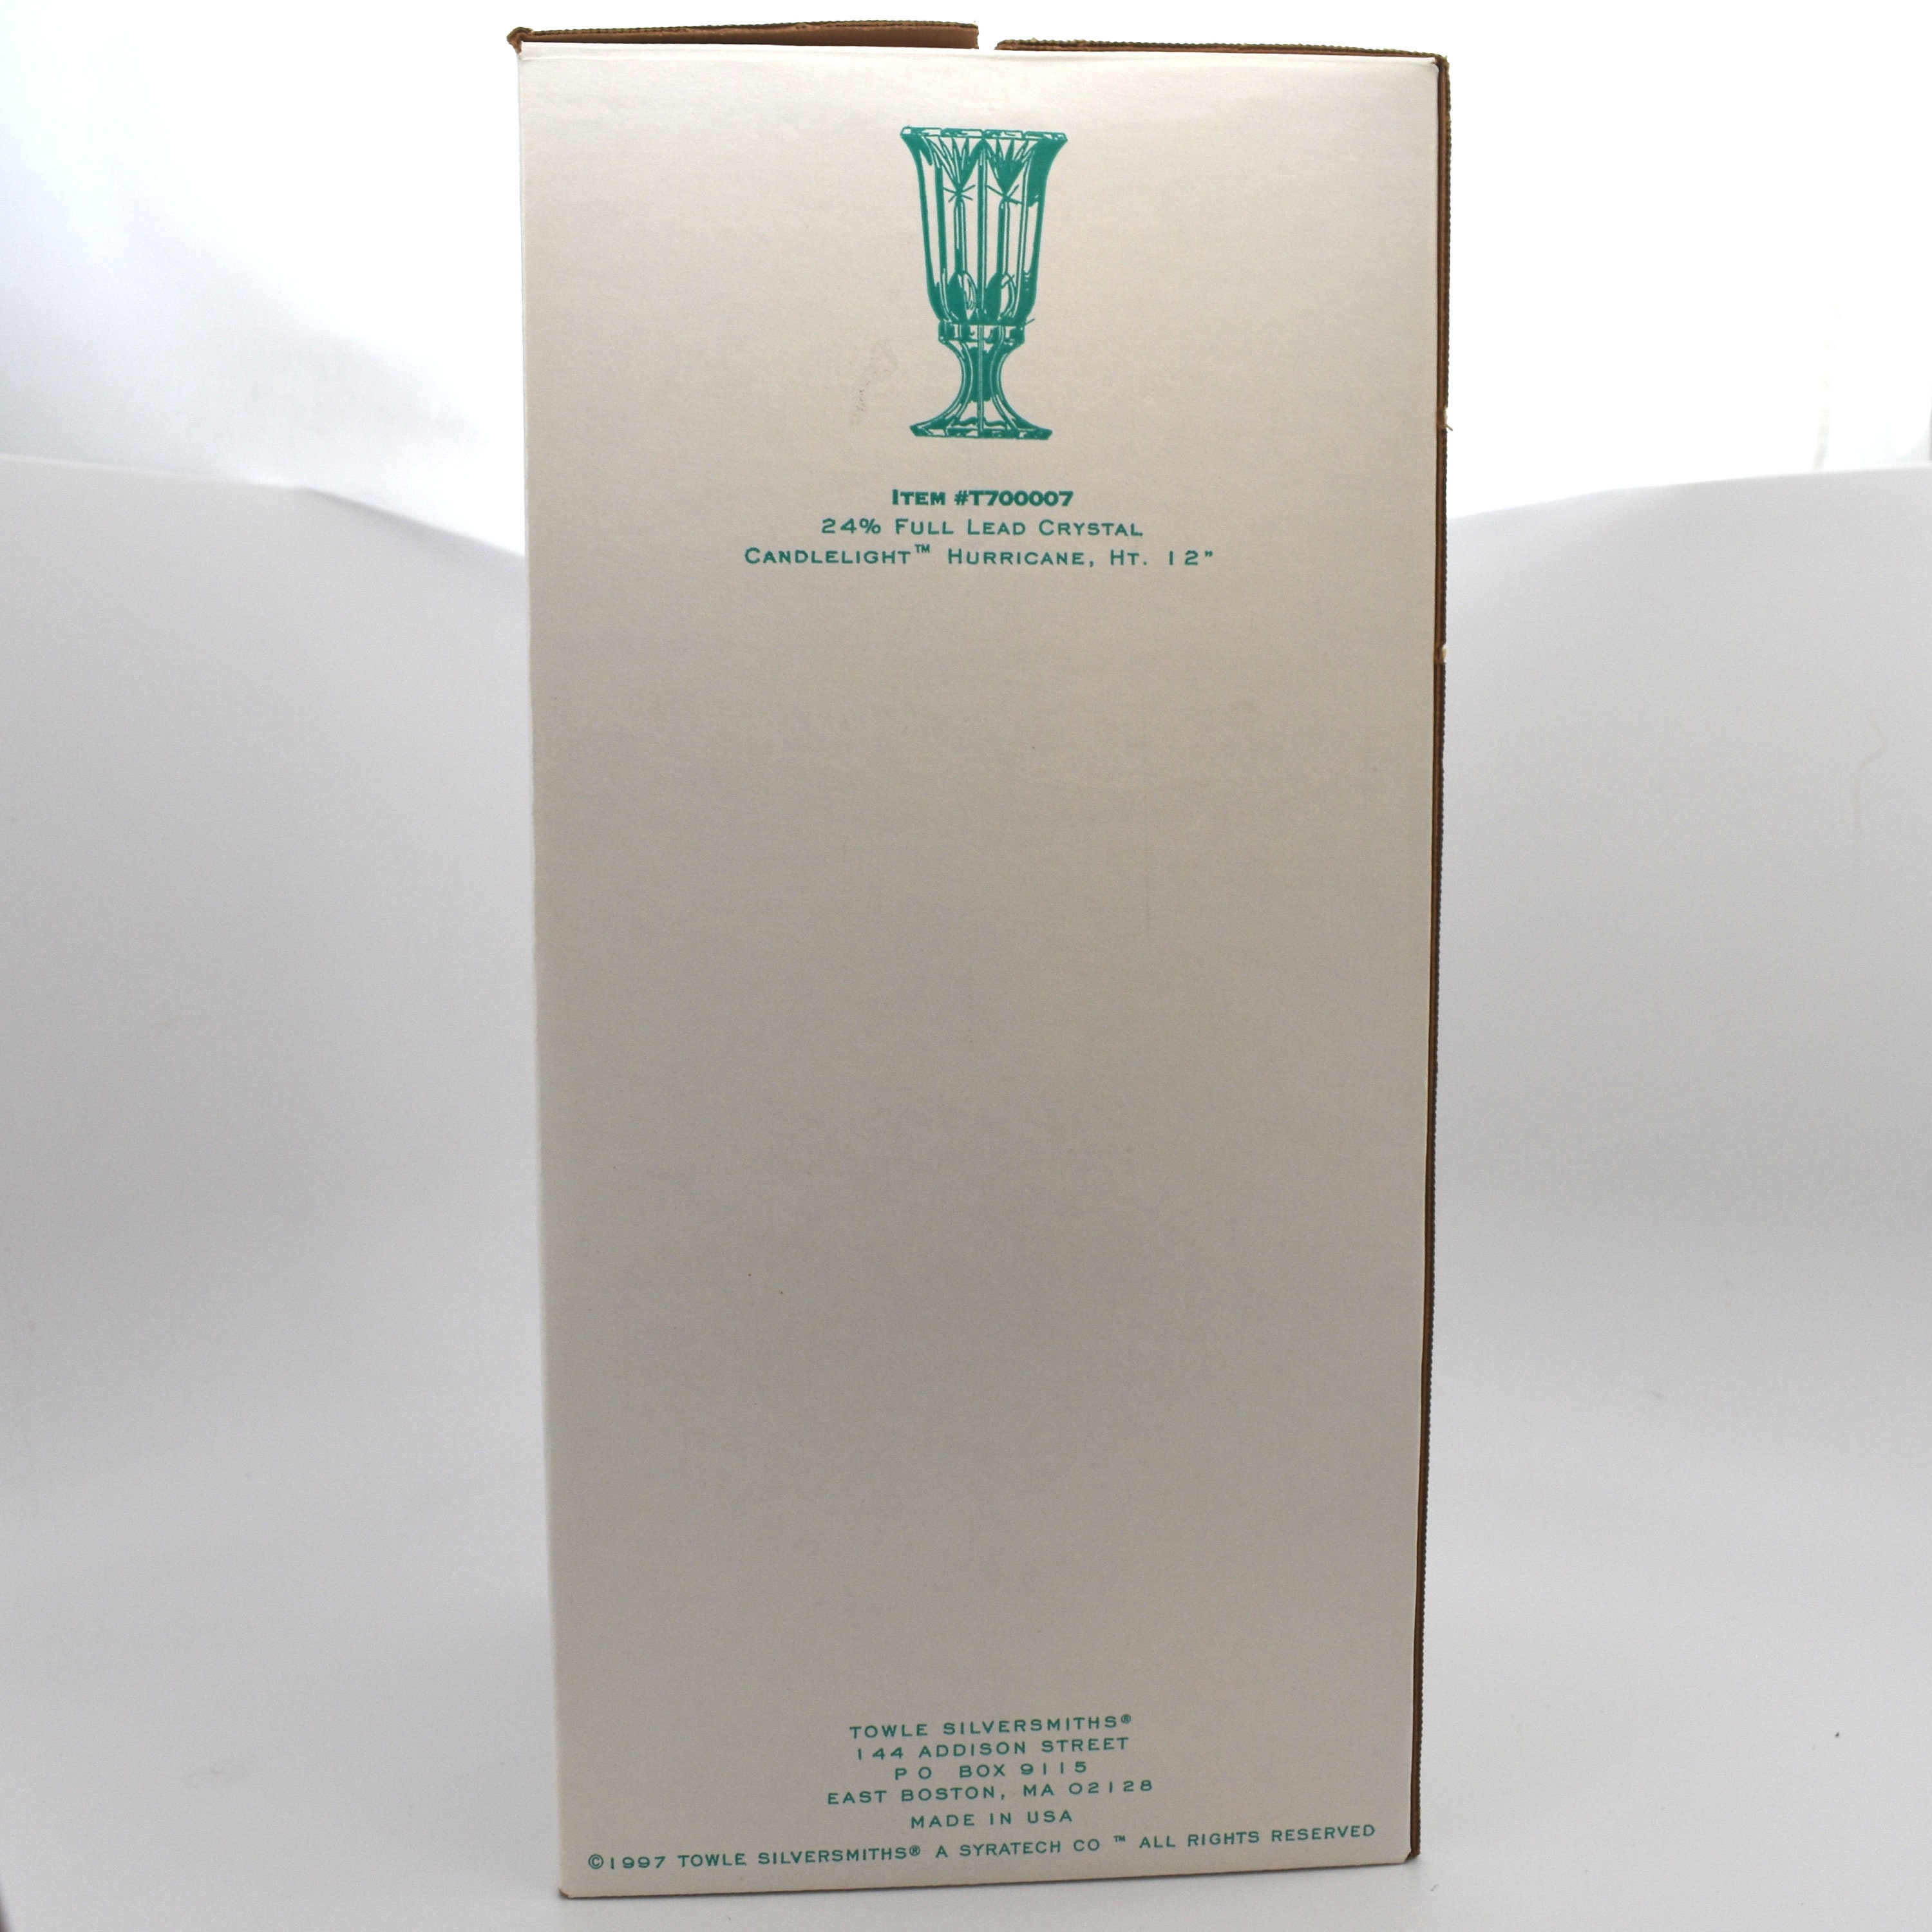 ITEM #T700007
24% FULL LEAD CRYSTAL
CANDLELIGHT™ HURRICANE, HT. 12”
TOWLE SILVERSMITHS®
144 ADDISON STREET
P O BOX 9115
EAST BOSTON, MA 02128
MADE IN USA
©1997 TOWLE SILVERSMITHS® A SYRATECH CO ™ ALL RIGHTS RESERVED